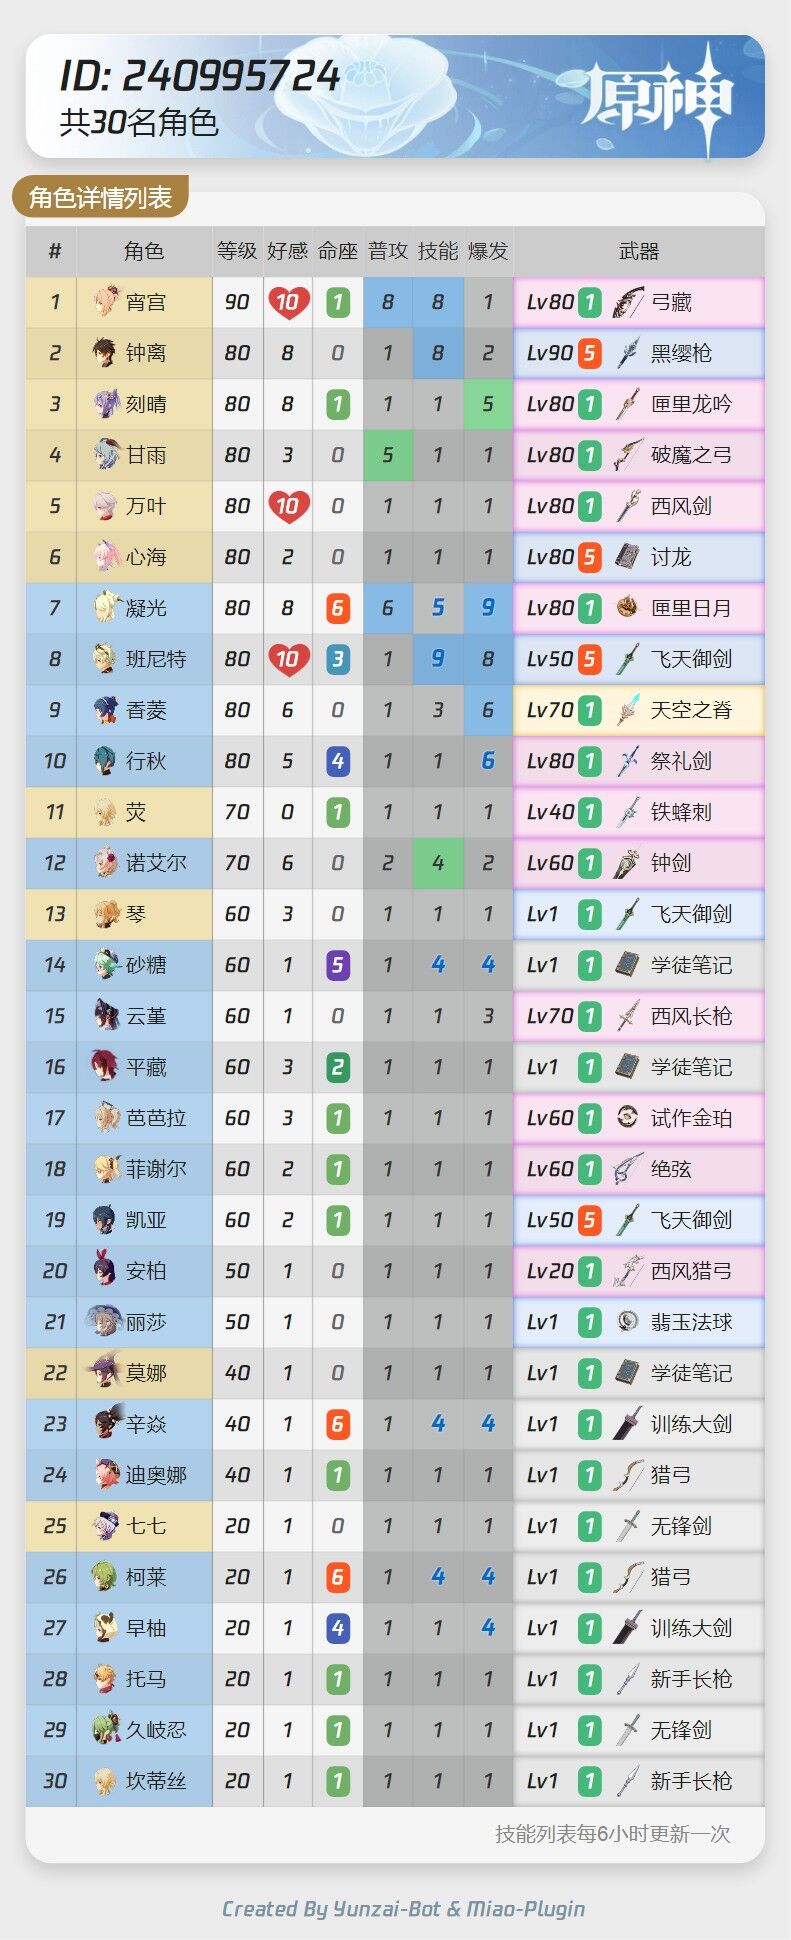 ID: 240995724
共30名角色
原神
角色详情列表
# 角色 等级 好感 命座 普攻 技能 爆发 武器
1 宵宫 90 10 1 8 8 1 Lv80 1 弓藏
2 钟离 80 8 0 1 8 2 Lv90 5 黑缨枪
3 刻晴 80 8 1 1 1 5 Lv80 1 匣里龙吟
4 甘雨 80 3 0 5 1 1 Lv80 1 破魔之弓
5 万叶 80 10 0 1 1 1 Lv80 1 西风剑
6 心海 80 2 0 1 1 1 Lv80 5 讨龙
7 凝光 80 8 6 6 5 9 Lv80 1 匣里日月
8 班尼特 80 10 3 1 9 8 Lv50 5 飞天御剑
9 香菱 80 6 0 1 3 6 Lv70 1 天空之脊
10 行秋 80 5 4 1 1 6 Lv80 1 祭礼剑
11 荧 70 0 1 1 1 1 Lv40 1 铁蜂刺
12 诺艾尔 70 6 0 2 4 2 Lv60 1 钟剑
13 琴 60 3 0 1 1 1 Lv1 1 飞天御剑
14 砂糖 60 1 5 1 4 4 Lv1 1 学徒笔记
15 云堇 60 1 0 1 1 3 Lv70 1 西风长枪
16 平藏 60 3 2 1 1 1 Lv1 1 学徒笔记
17 芭芭拉 60 3 1 1 1 1 Lv60 1 试作金珀
18 菲谢尔 60 2 1 1 1 1 Lv60 1 绝弦
19 凯亚 60 2 1 1 1 1 Lv50 5 飞天御剑
20 安柏 50 1 0 1 1 1 Lv20 1 西风猎弓
21 丽莎 50 1 0 1 1 1 Lv1 1 翡玉法球
22 莫娜 40 1 0 1 1 1 Lv1 1 学徒笔记
23 辛焱 40 1 6 1 4 4 Lv1 1 训练大剑
24 迪奥娜 40 1 1 1 1 1 Lv1 1 猎弓
25 七七 20 1 0 1 1 1 Lv1 1 无锋剑
26 柯莱 20 1 6 1 4 4 Lv1 1 猎弓
27 早柚 20 1 4 1 1 4 Lv1 1 训练大剑
28 托马 20 1 1 1 1 1 Lv1 1 新手长枪
29 久岐忍 20 1 1 1 1 1 Lv1 1 无锋剑
30 坎蒂丝 20 1 1 1 1 1 Lv1 1 新手长枪
技能列表每6小时更新一次
Created By Yunzai-Bot & Miao-Plugin